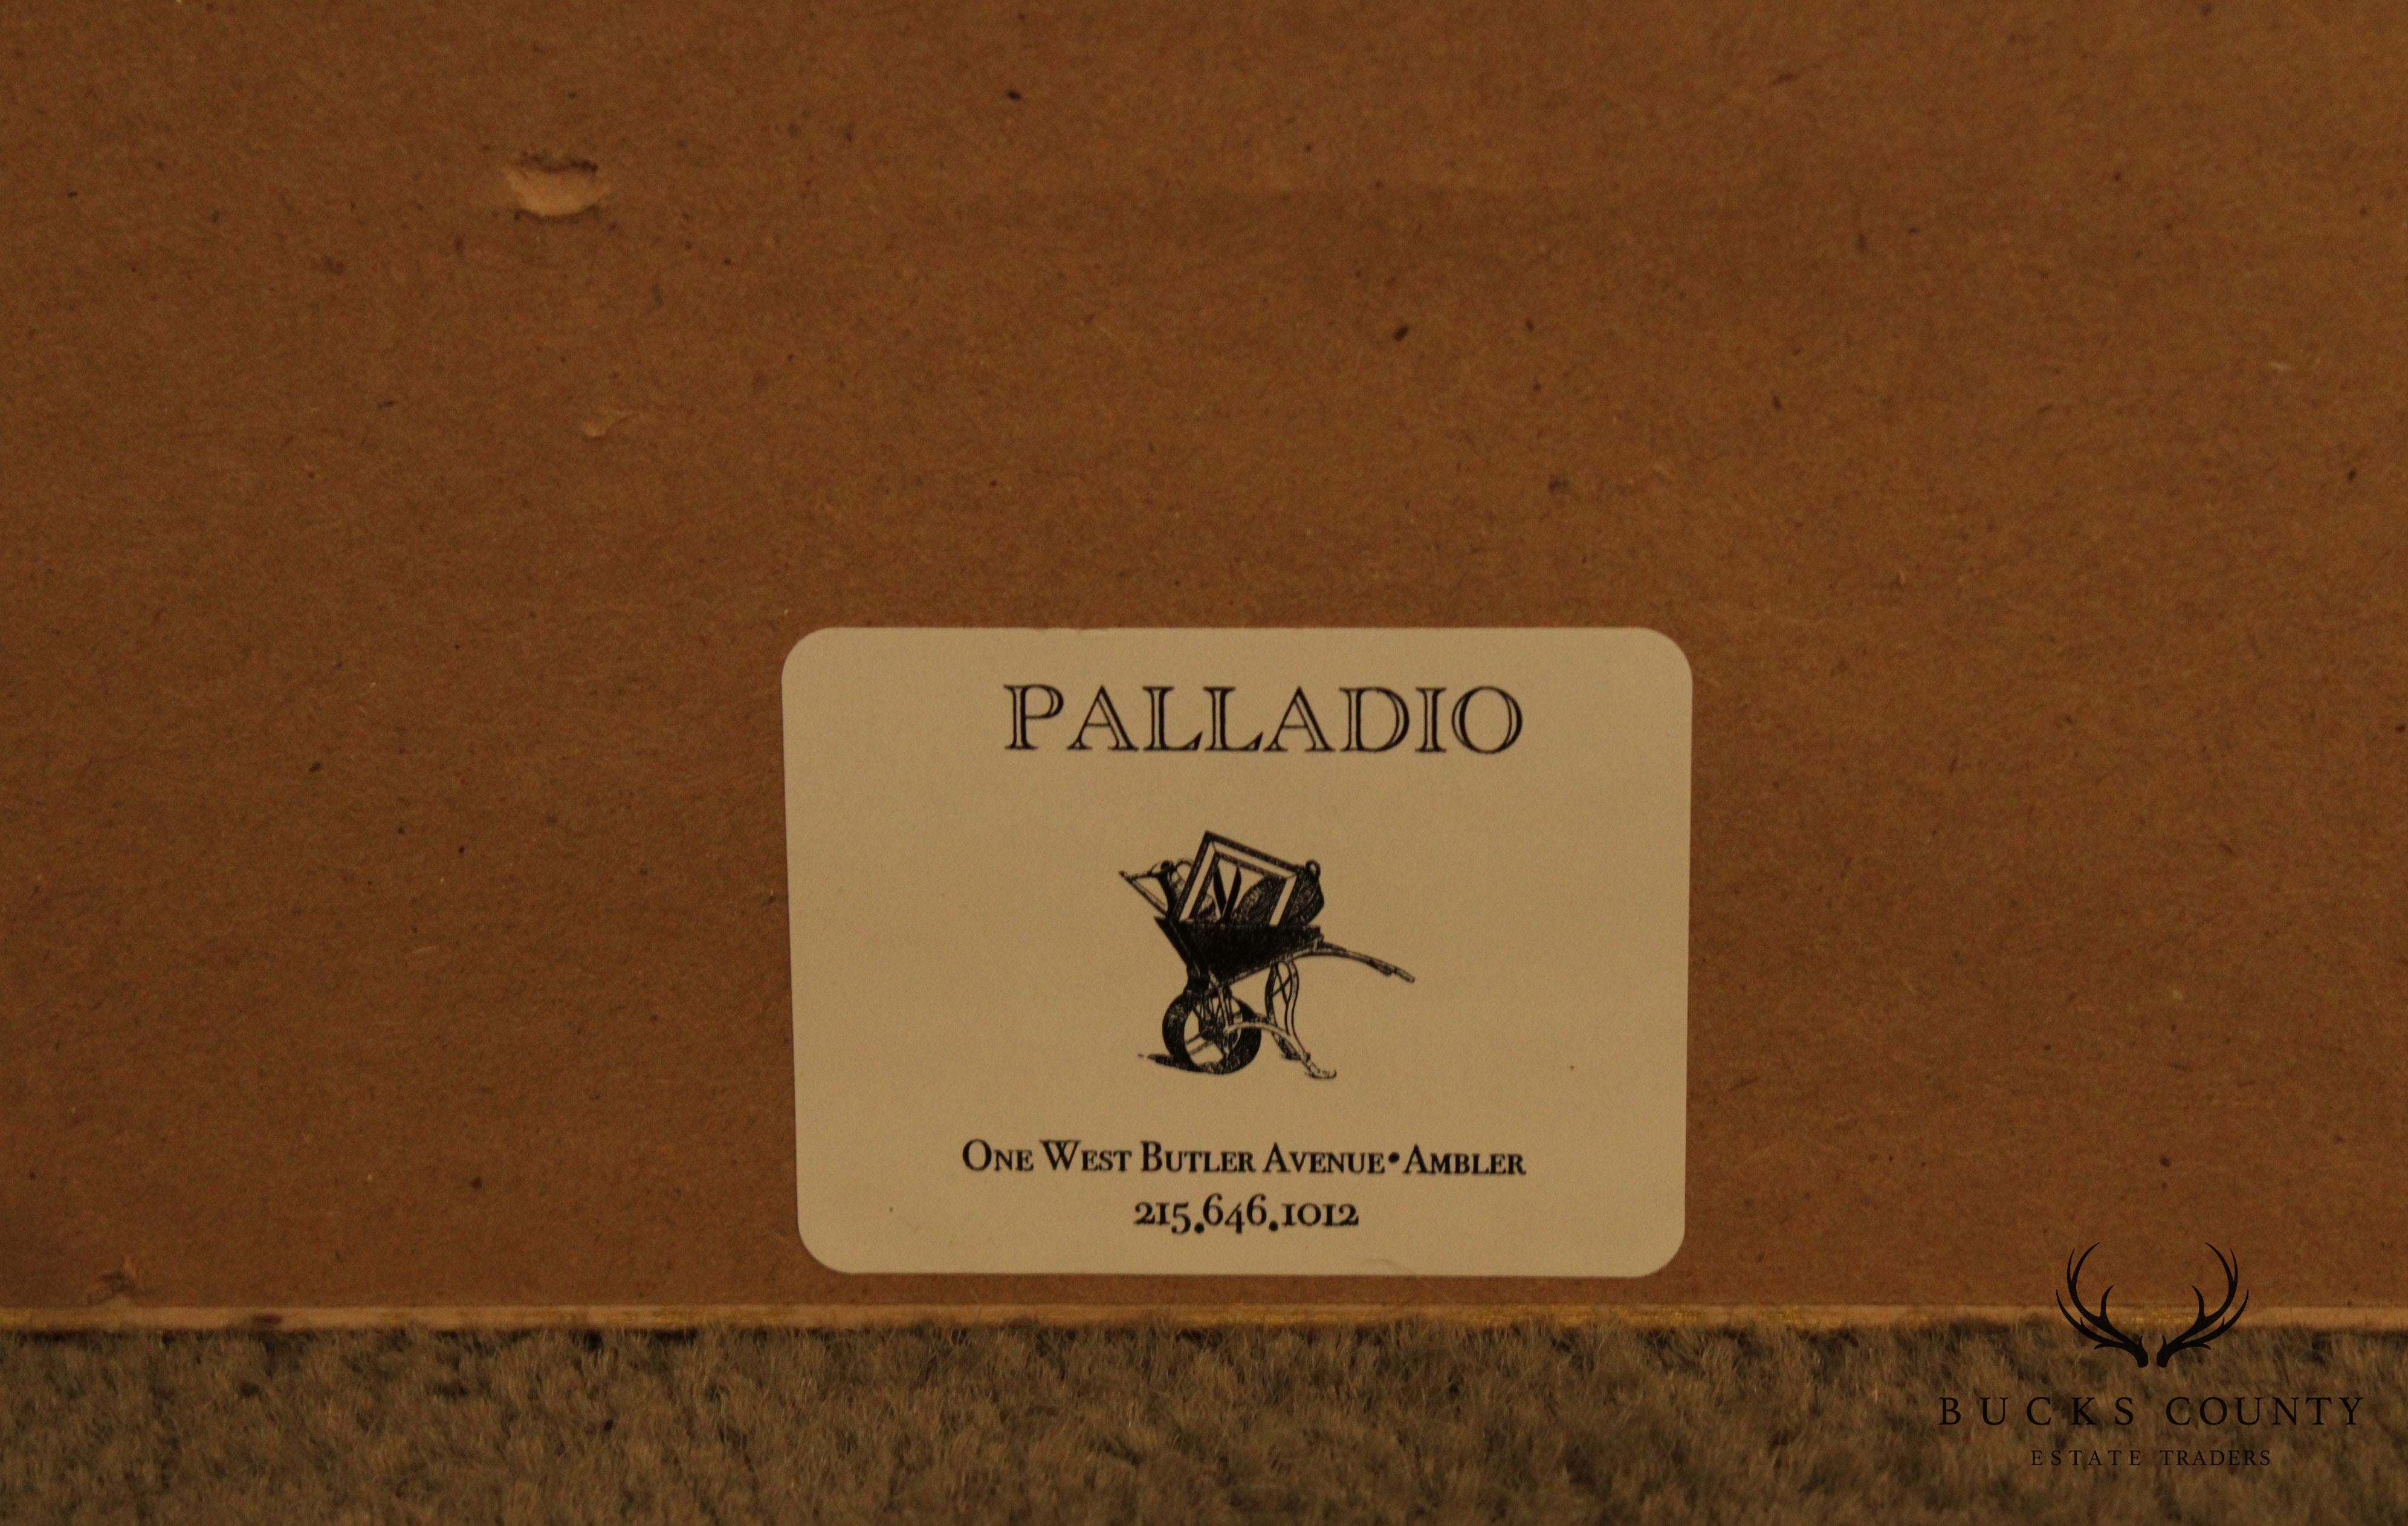 PALLADIO
ONE WEST BUTLER AVENUE•AMBLER
215.646.1012
BUCKS COUNTY
ESTATE TRADERS